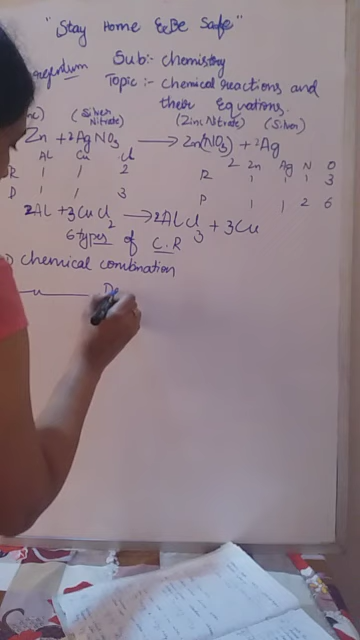 "Stay Home & Be Safe"
Sub:- chemistry
Topic:- Chemical reactions and
their Equations.
(Silver Nitrate) (Zinc Nitrate) (Silver)
Zn + 2AgNO3 → Zn(NO3)2 + 2Ag
Al Cu Cl Zn Ag N O
R 1 1 2 R 1 1 1 3
P 1 1 3 P 1 1 2 6
2Al + 3CuCl2 → 2AlCl3 + 3Cu
6 types of C.R
chemical combination
De